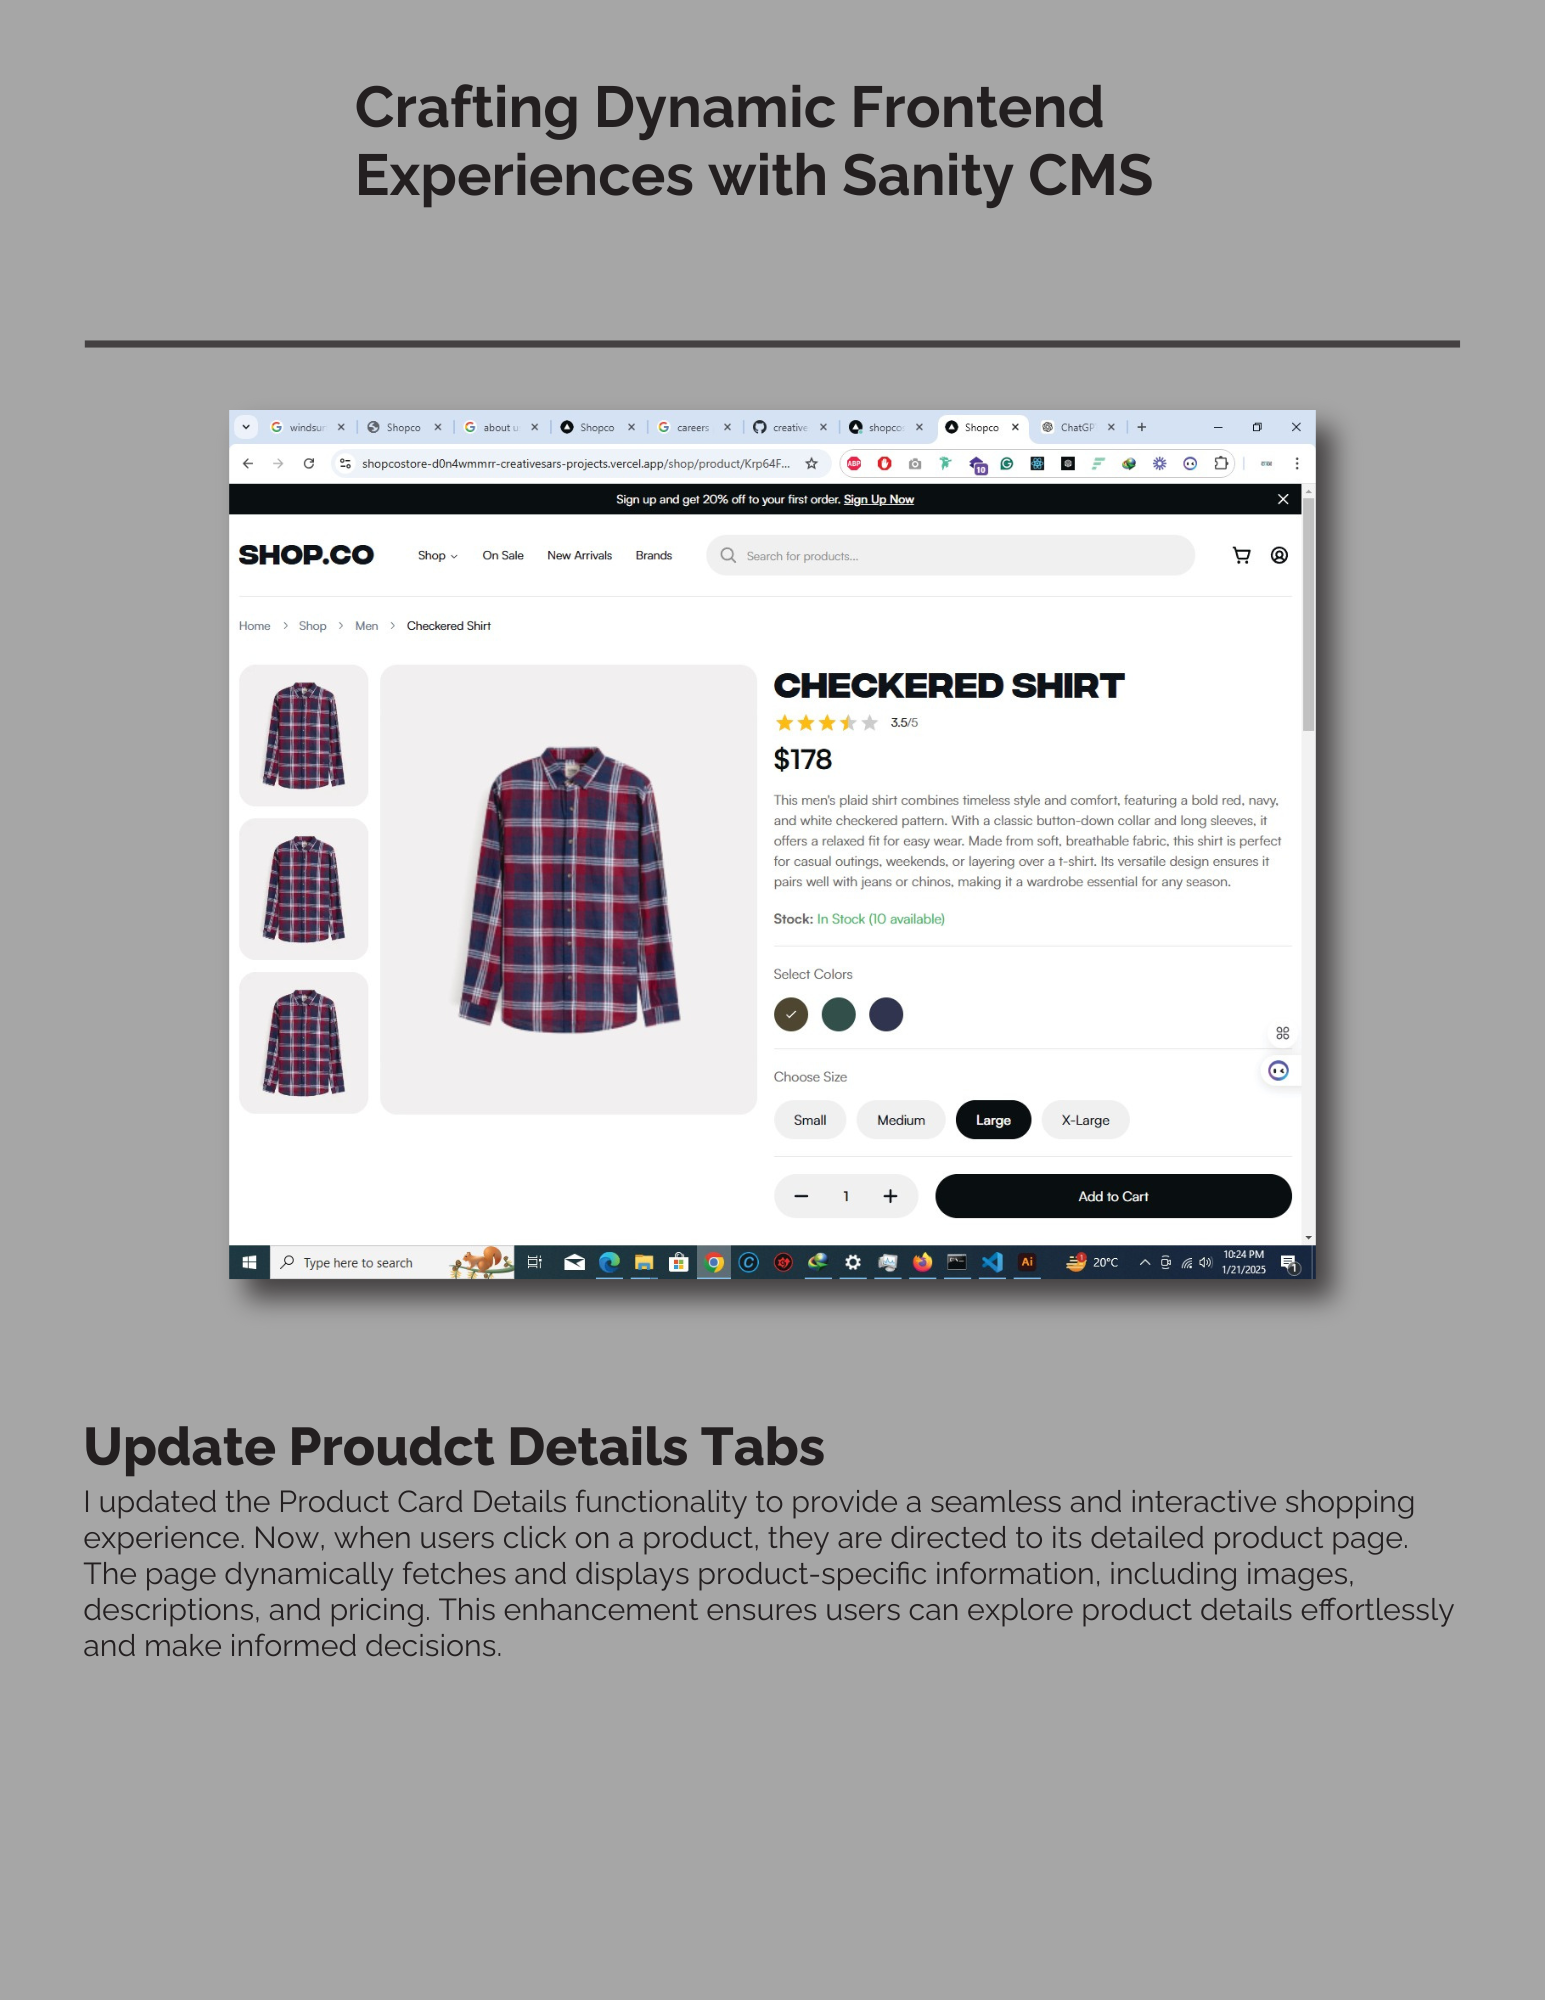 Crafting Dynamic Frontend
Experiences with Sanity CMS
windsur
Shopco
about u
Shopco
careers
creative
shopco
Shopco
ChatGP
shopcostore-d0n4wmmrr-creativesars-projects.vercel.app/shop/product/Krp64F...
ABP
10
Sign up and get 20% off to your first order. Sign Up Now
SHOP.CO
Shop
On Sale
New Arrivals
Brands
Search for products...
Home > Shop > Men > Checkered Shirt
CHECKERED SHIRT
3.5/5
$178
This men's plaid shirt combines timeless style and comfort, featuring a bold red, navy,
and white checkered pattern. With a classic button-down collar and long sleeves, it
offers a relaxed fit for easy wear. Made from soft, breathable fabric, this shirt is perfect
for casual outings, weekends, or layering over a t-shirt. Its versatile design ensures it
pairs well with jeans or chinos, making it a wardrobe essential for any season.
Stock: In Stock (10 available)
Select Colors
Choose Size
Small
Medium
Large
X-Large
1
Add to Cart
Type here to search
Ai
1
20°C
10:24 PM
1/21/2025
1
Update Proudct Details Tabs
I updated the Product Card Details functionality to provide a seamless and interactive shopping
experience. Now, when users click on a product, they are directed to its detailed product page.
The page dynamically fetches and displays product-specific information, including images,
descriptions, and pricing. This enhancement ensures users can explore product details effortlessly
and make informed decisions.